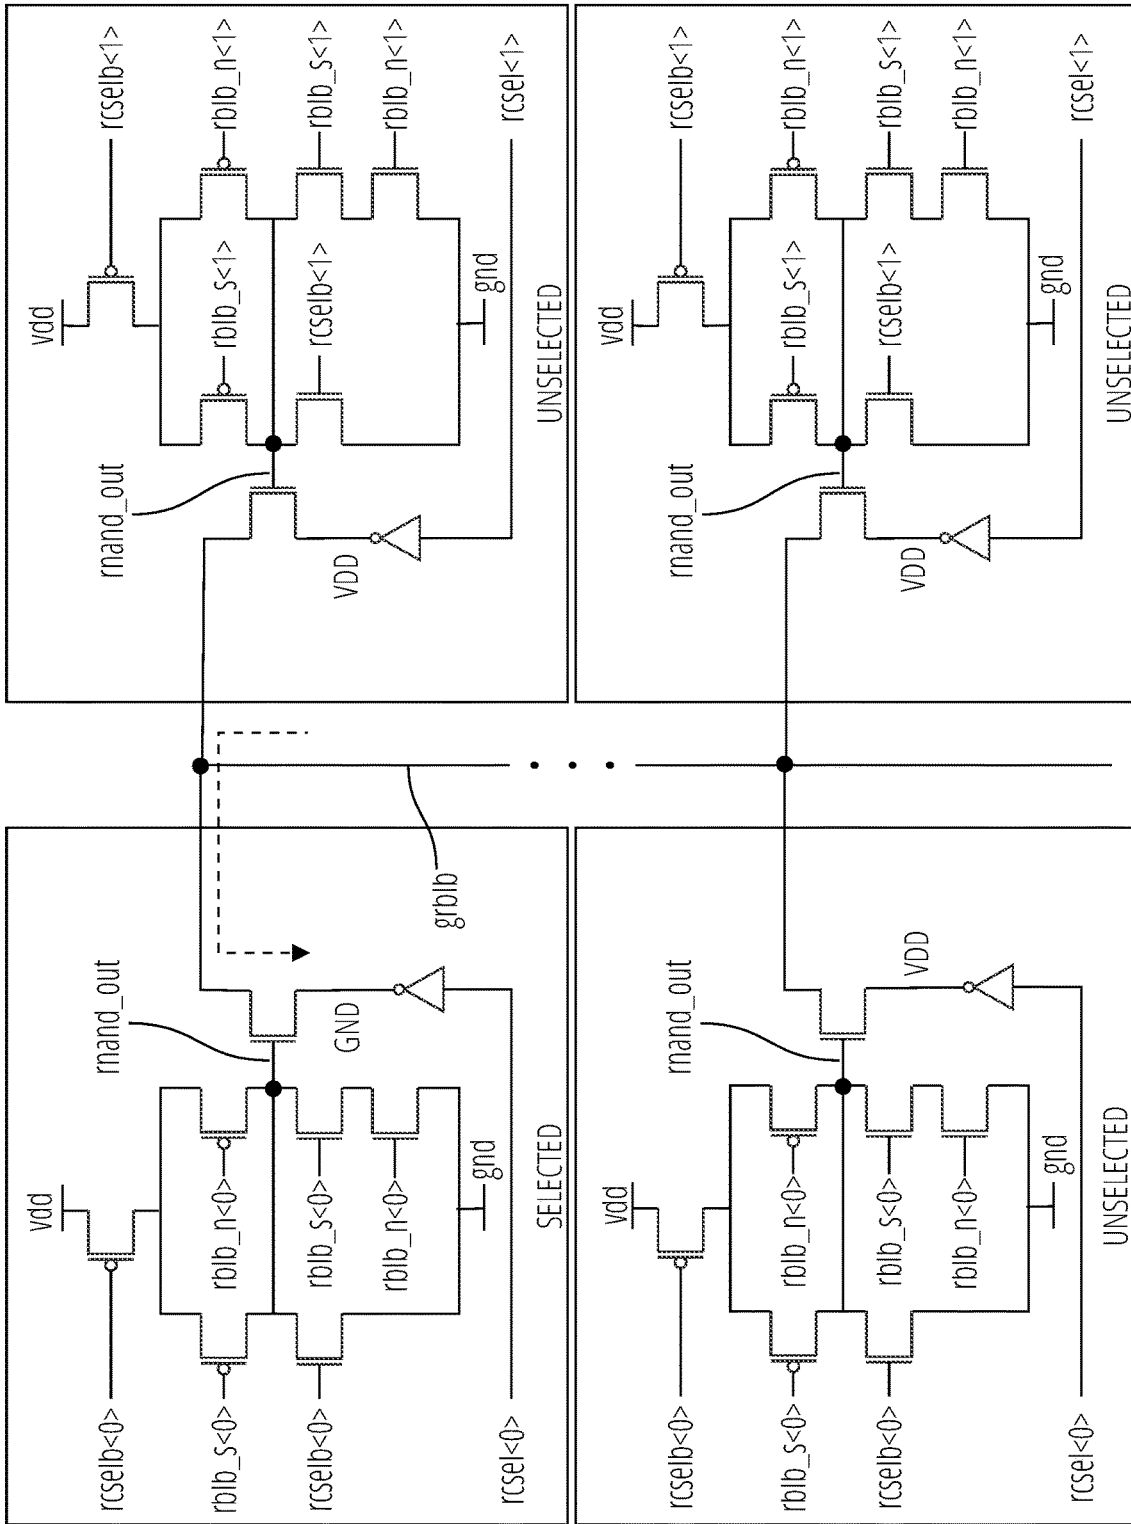 vdd
rcselb<0>
rnand_out
rblb_s<0>
rblb_n<0>
rcselb<0>
rblb_s<0>
GND
rblb_n<0>
gnd
rcsel<0>
SELECTED
grblb
vdd
rnand_out
rcselb<1>
rblb_s<1>
rblb_n<1>
rcselb<1>
rblb_s<1>
VDD
rblb_n<1>
gnd
rcsel<1>
UNSELECTED
vdd
rcselb<0>
rnand_out
rblb_s<0>
rblb_n<0>
rcselb<0>
rblb_s<0>
VDD
rblb_n<0>
gnd
rcsel<0>
UNSELECTED
vdd
rnand_out
rcselb<1>
rblb_s<1>
rblb_n<1>
rcselb<1>
rblb_s<1>
VDD
rblb_n<1>
gnd
rcsel<1>
UNSELECTED